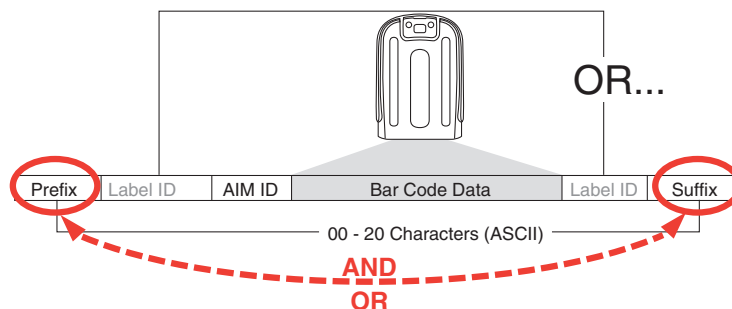 OR...
Prefix Label ID AIM ID Bar Code Data Label ID Suffix
00 - 20 Characters (ASCII)
AND
OR